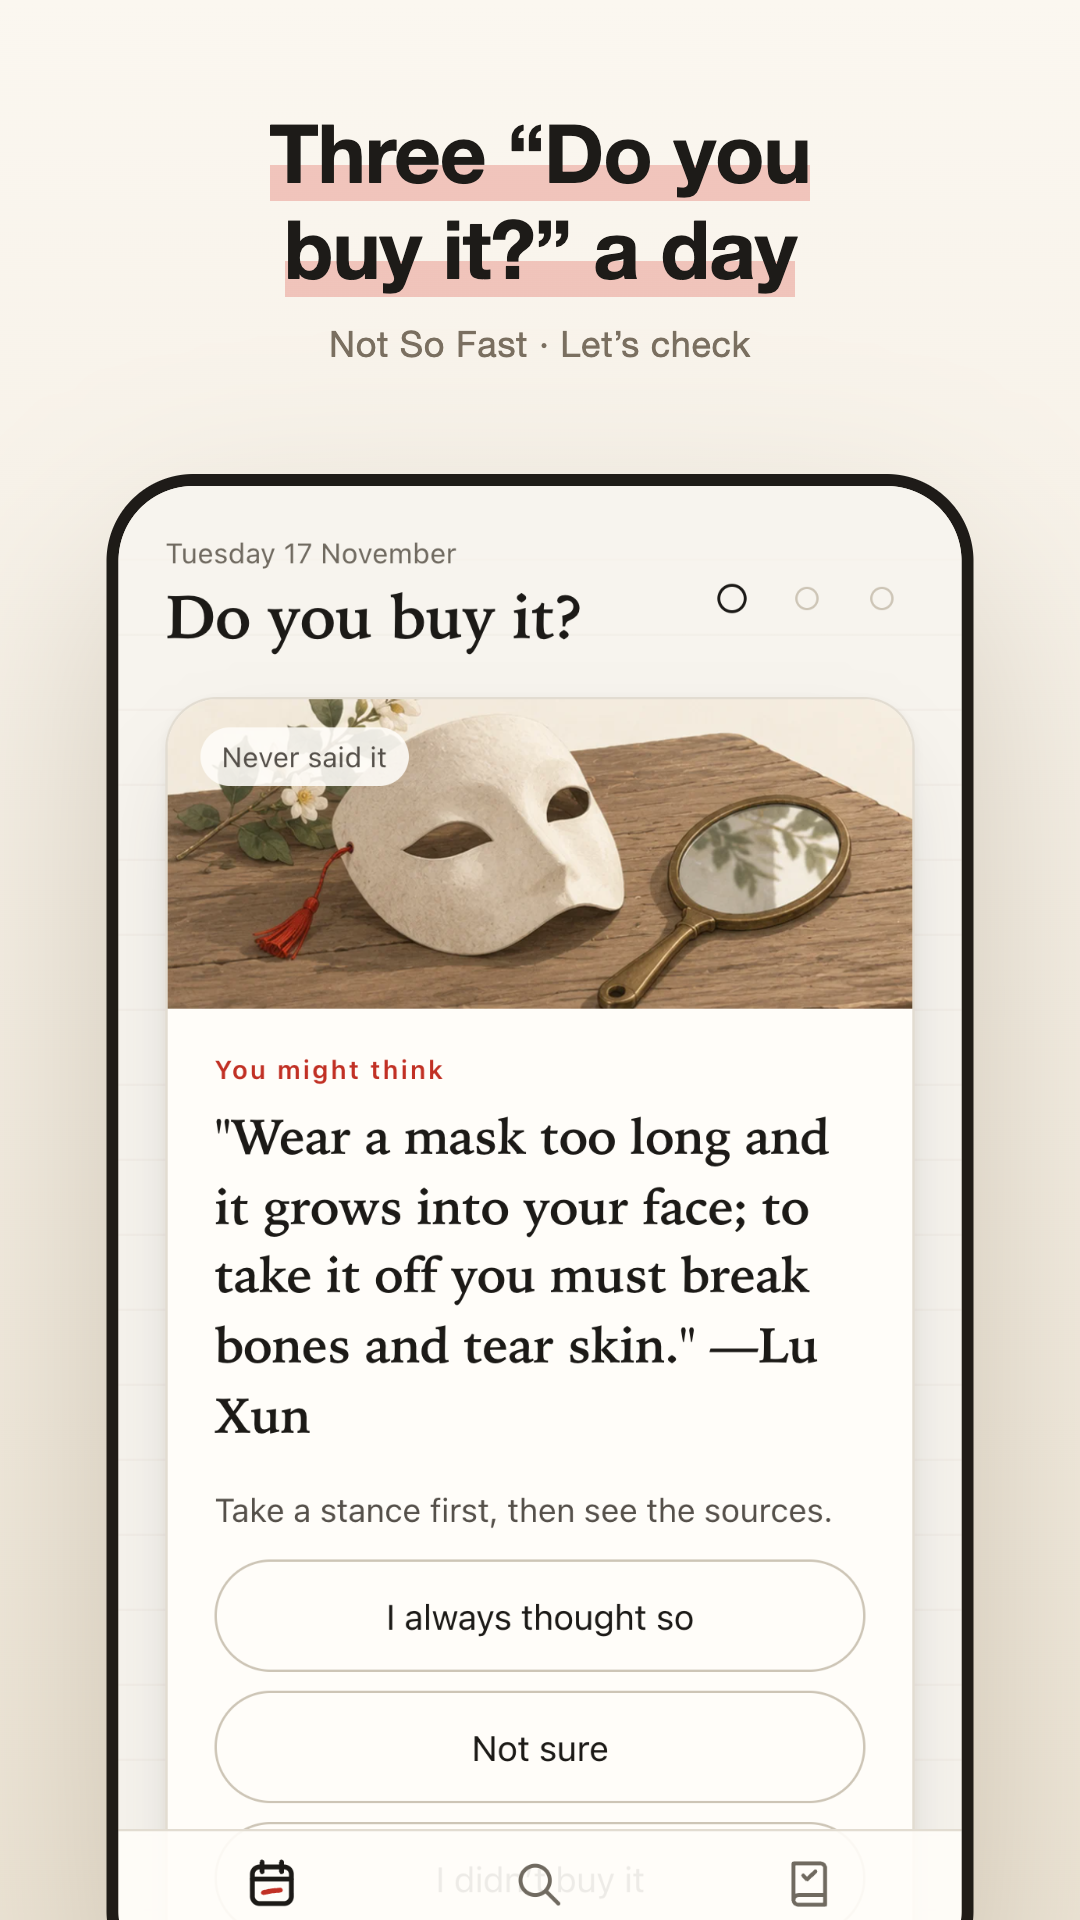 Three “Do you
buy it?” a day
Not So Fast · Let’s check
Tuesday 17 November
Do you buy it?
Never said it
You might think
"Wear a mask too long and
it grows into your face; to
take it off you must break
bones and tear skin." —Lu
Xun
Take a stance first, then see the sources.
I always thought so
Not sure
I didn't buy it